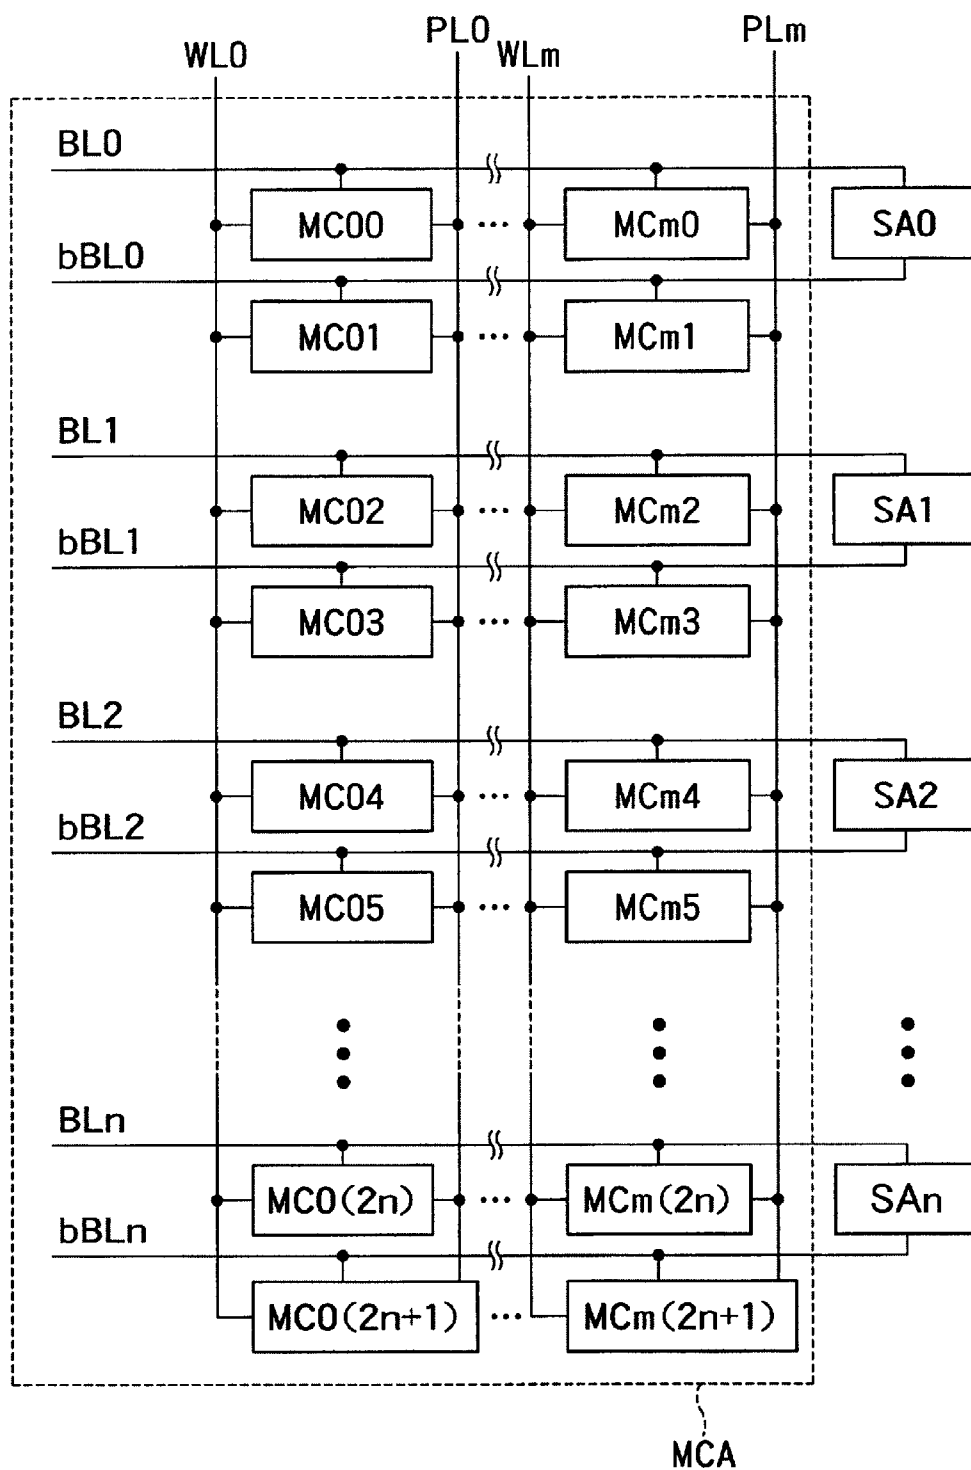 WL0 PL0 WLm PLm
BL0
MC00 ... MCm0 SA0
bBL0
MC01 ... MCm1
BL1
MC02 ... MCm2 SA1
bBL1
MC03 ... MCm3
BL2
MC04 ... MCm4 SA2
bBL2
MC05 ... MCm5
BLn
MC0(2n) ... MCm(2n) SAn
bBLn
MC0(2n+1) ... MCm(2n+1)
MCA